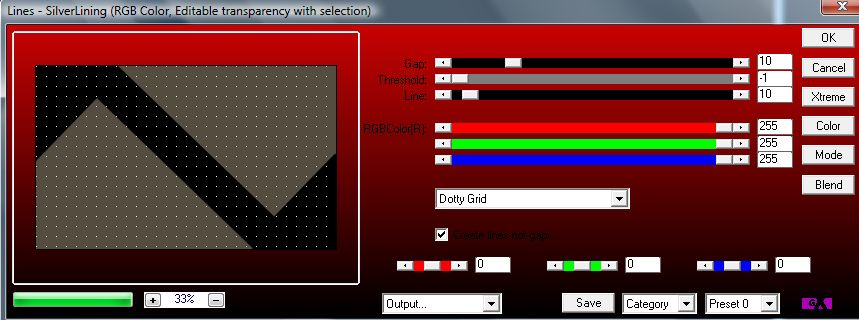 Lines - SilverLining (RGB Color, Editable transparency with selection)
OK
Gap: 10
Cancel
Threshold: -1
Line: 10
Xtreme
RGBColor(R): 255
Color
255
255
Mode
Blend
Dotty Grid
Create lines not gap
0
0
0
33%
Output...
Save
Category
Preset 0